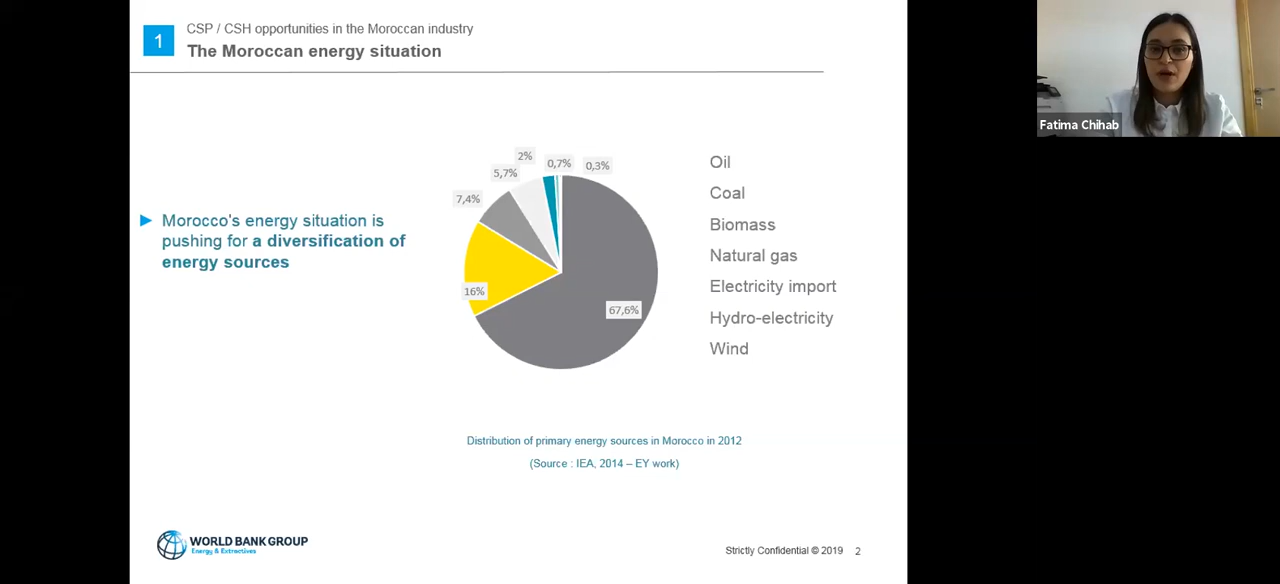 1
CSP / CSH opportunities in the Moroccan industry
The Moroccan energy situation
Fatima Chihab
Morocco's energy situation is
pushing for a diversification of
energy sources
2%
0,7%
0,3%
5,7%
7,4%
16%
67,6%
Oil
Coal
Biomass
Natural gas
Electricity import
Hydro-electricity
Wind
Distribution of primary energy sources in Morocco in 2012
(Source : IEA, 2014 – EY work)
WORLD BANK GROUP
Energy & Extractives
Strictly Confidential © 2019 2